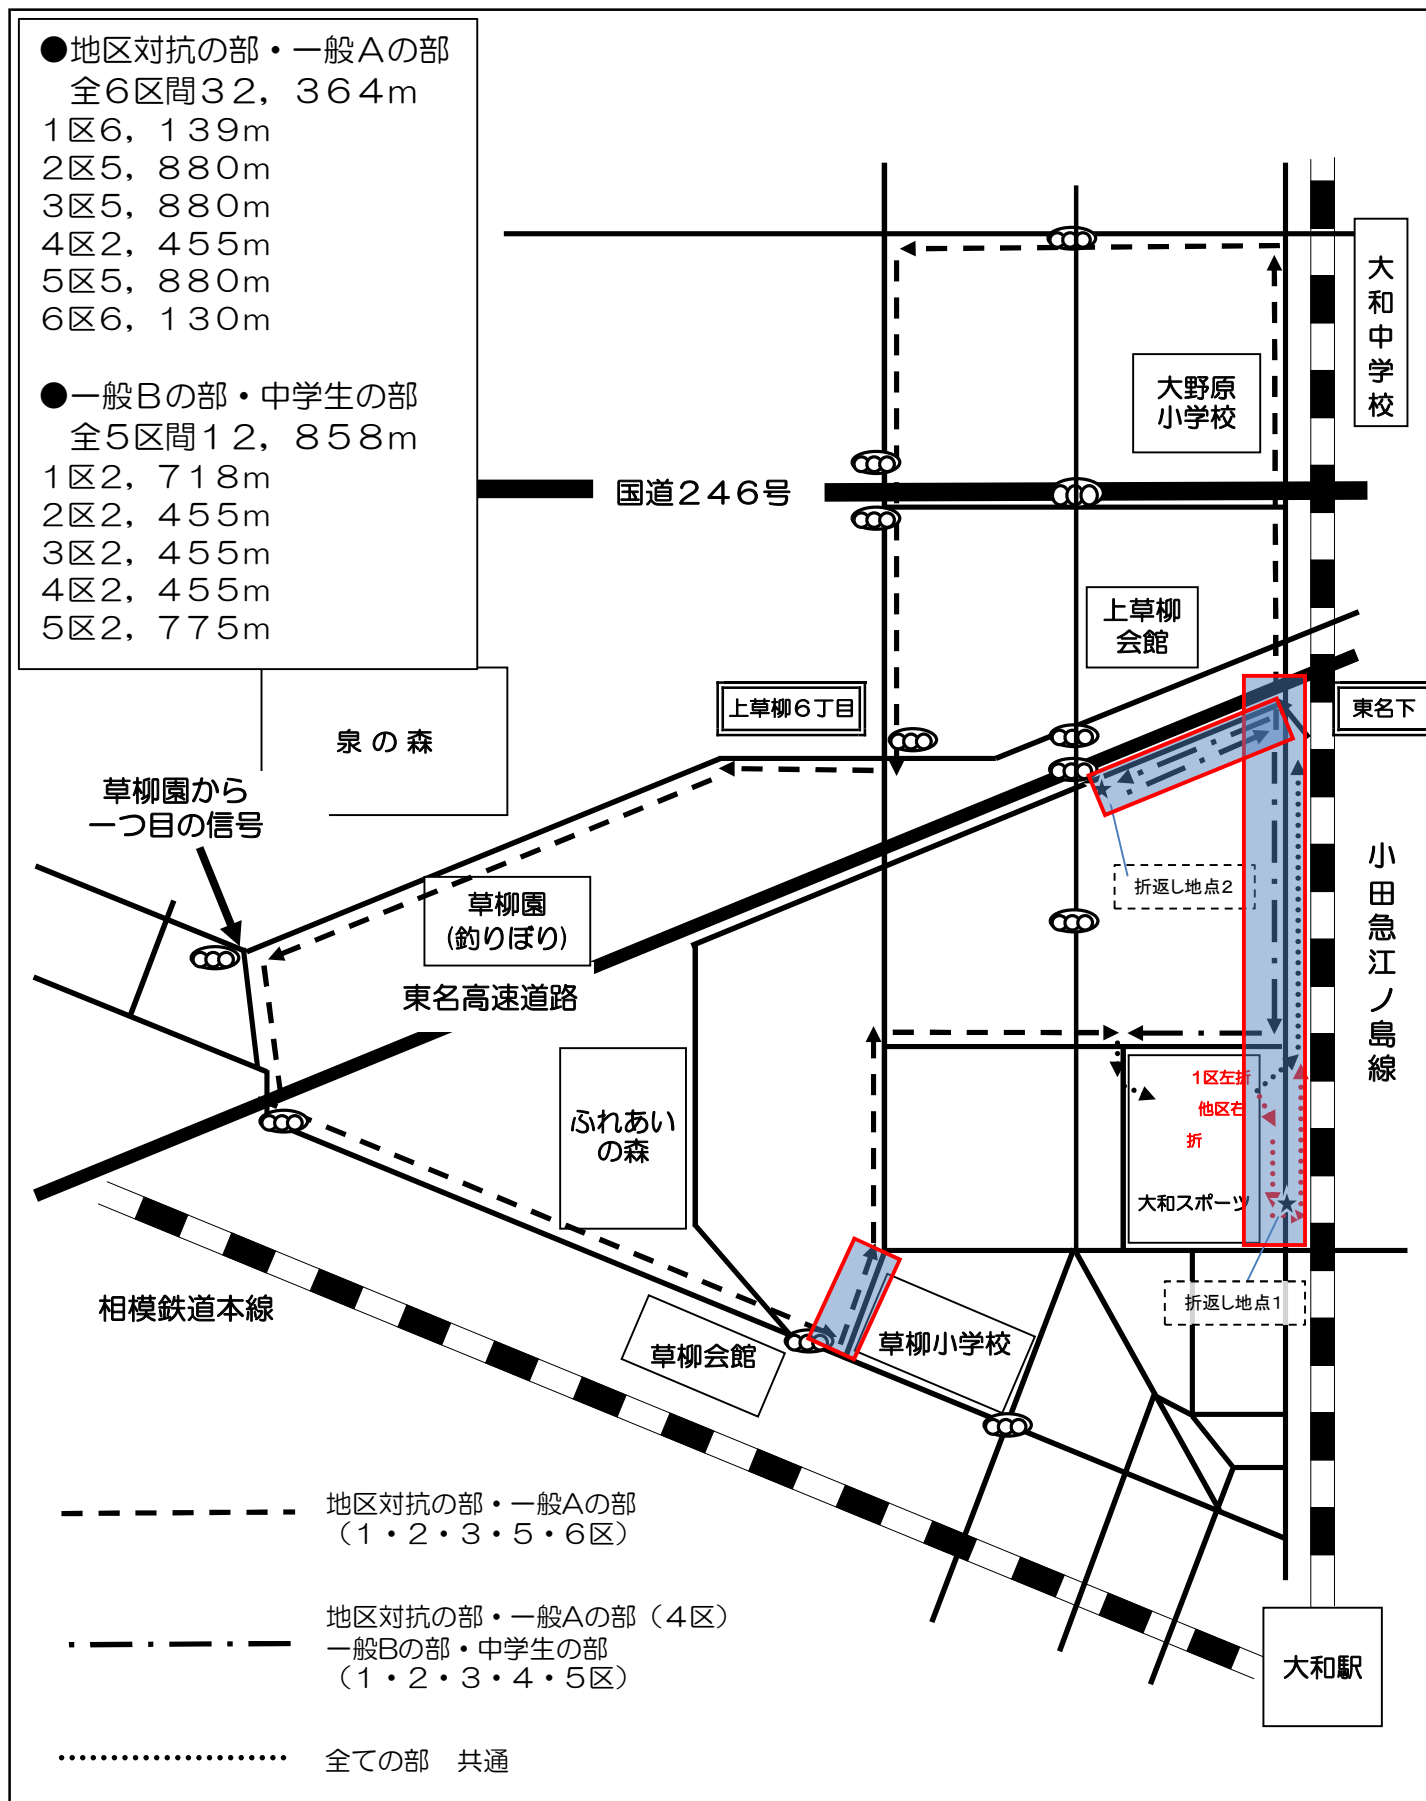 ●地区対抗の部・一般Aの部
全6区間32，364m
1区6，139m
2区5，880m
3区5，880m
4区2，455m
5区5，880m
6区6，130m
●一般Bの部・中学生の部
全5区間12，858m
1区2，718m
2区2，455m
3区2，455m
4区2，455m
5区2，775m
大和中学校
大野原
小学校
国道246号
上草柳
会館
上草柳6丁目
東名下
泉の森
草柳園から
一つ目の信号
折返し地点2
小田急江ノ島線
草柳園
(釣りぼり)
東名高速道路
ふれあい
の森
1区左折
他区右
折
大和スポーツ
折返し地点1
相模鉄道本線
草柳会館
草柳小学校
地区対抗の部・一般Aの部
（1・2・3・5・6区）
地区対抗の部・一般Aの部（4区）
一般Bの部・中学生の部
（1・2・3・4・5区）
大和駅
全ての部　共通